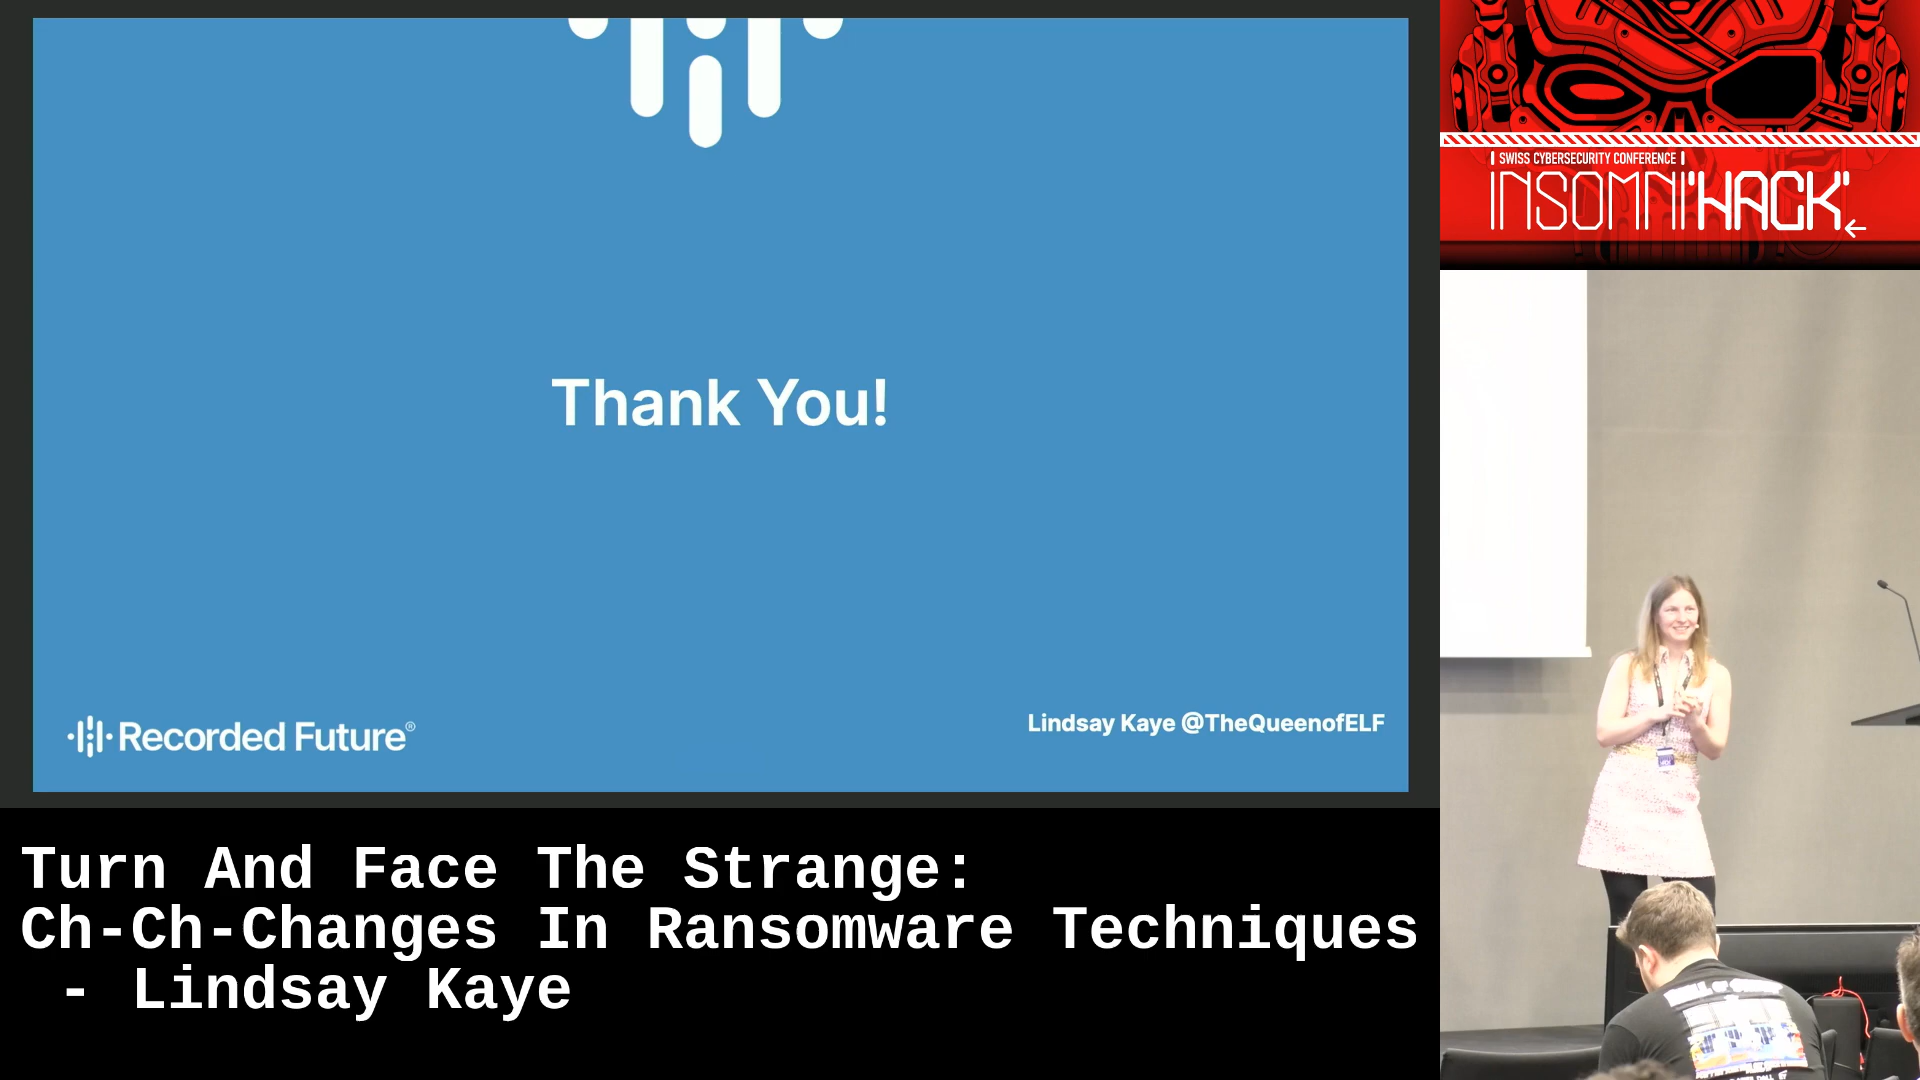 Thank You!
Recorded Future®
Lindsay Kaye @TheQueenofELF
SWISS CYBERSECURITY CONFERENCE
INSOMNI'HACK'
Turn And Face The Strange:
Ch-Ch-Changes In Ransomware Techniques
- Lindsay Kaye